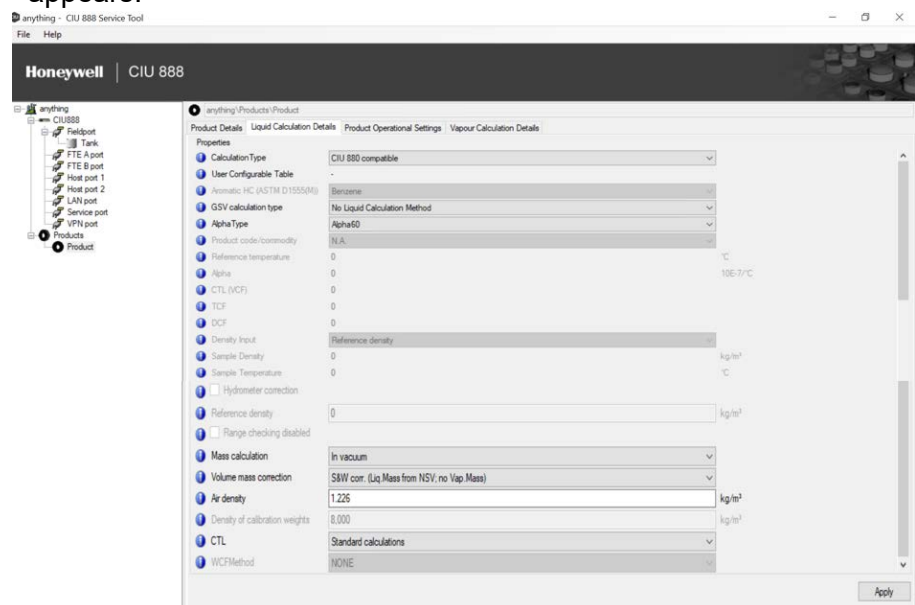 appears.
anything - CIU 888 Service Tool
File Help
Honeywell | CIU 888
anything
CIU888
Fieldport
Tank
FTE A port
FTE B port
Host port 1
Host port 2
LAN port
Service port
VPN port
Products
Product
anything\Products\Product
Product Details Liquid Calculation Details Product Operational Settings Vapour Calculation Details
Properties
Calculation Type CIU 880 compatible
User Configurable Table -
Aromatic HC (ASTM D1555(M)) Benzene
GSV calculation type No Liquid Calculation Method
Alpha Type Alpha60
Product code/commodity N.A.
Reference temperature 0 °C
Alpha 0 10E-7/°C
CTL (VCF) 0
TCF 0
DCF 0
Density Input Reference density
Sample Density 0 kg/m³
Sample Temperature 0 °C
Hydrometer correction
Reference density 0 kg/m³
Range checking disabled
Mass calculation In vacuum
Volume mass correction S&W corr. (Liq.Mass from NSV; no Vap.Mass)
Air density 1.226 kg/m³
Density of calibration weights 8,000 kg/m³
CTL Standard calculations
WCFMethod NONE
Apply